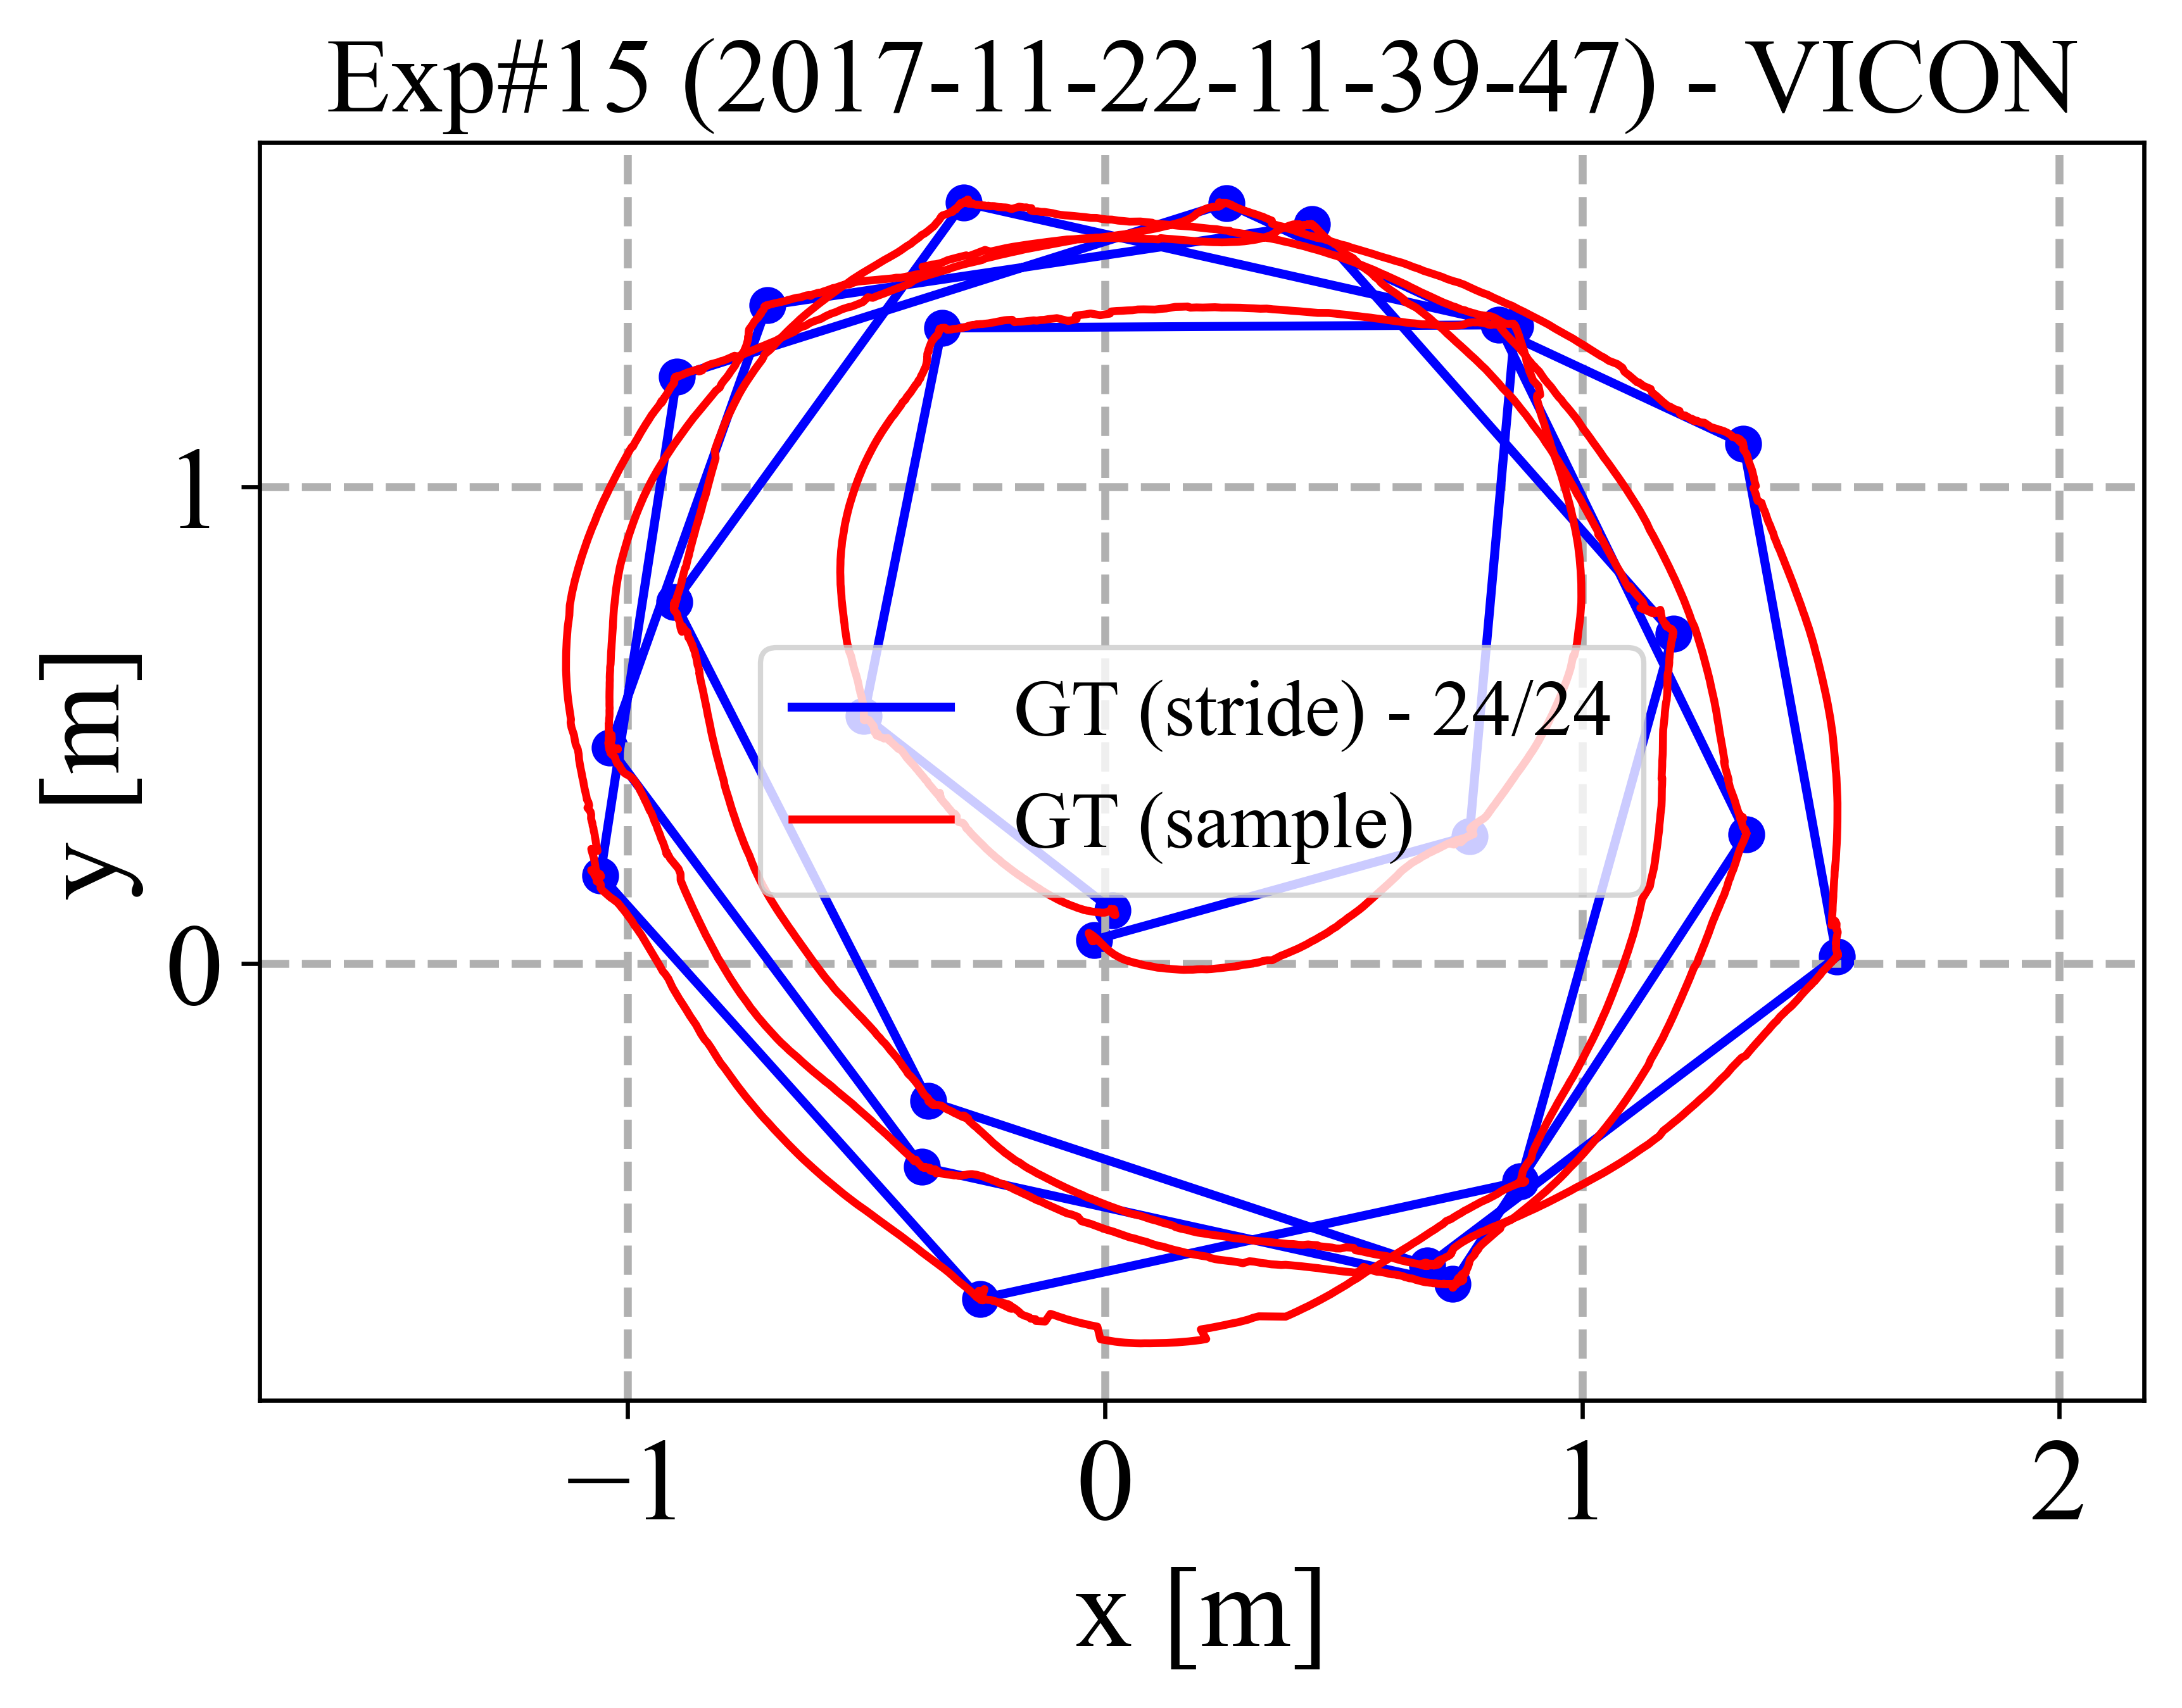 Exp#15 (2017-11-22-11-39-47) - VICON
y [m]
1
0
GT (stride) - 24/24
GT (sample)
−1 0 1 2
x [m]